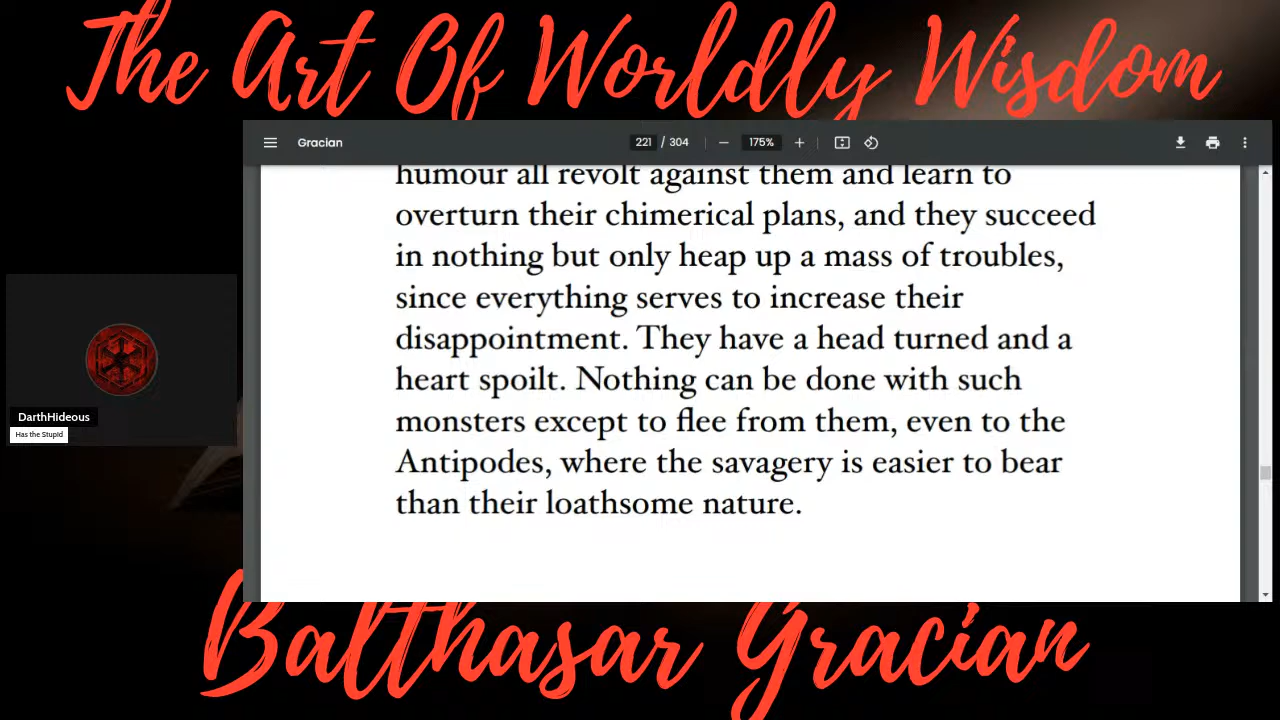 The Art Of Worldly Wisdom
Gracian
221 / 304
175%
humour all revolt against them and learn to
overturn their chimerical plans, and they succeed
in nothing but only heap up a mass of troubles,
since everything serves to increase their
disappointment. They have a head turned and a
heart spoilt. Nothing can be done with such
monsters except to flee from them, even to the
Antipodes, where the savagery is easier to bear
than their loathsome nature.
DarthHideous
Has the Stupid
Balthasar Gracian